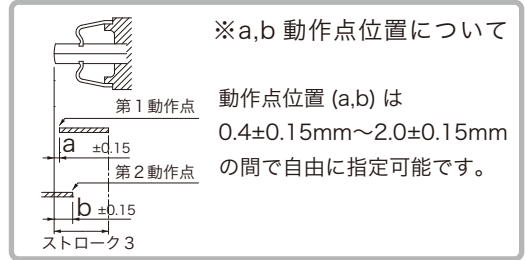 ※a,b 動作点位置について
第1動作点
a ±0.15
第2動作点
b ±0.15
ストローク3
動作点位置 (a,b) は
0.4±0.15mm～2.0±0.15mm
の間で自由に指定可能です。